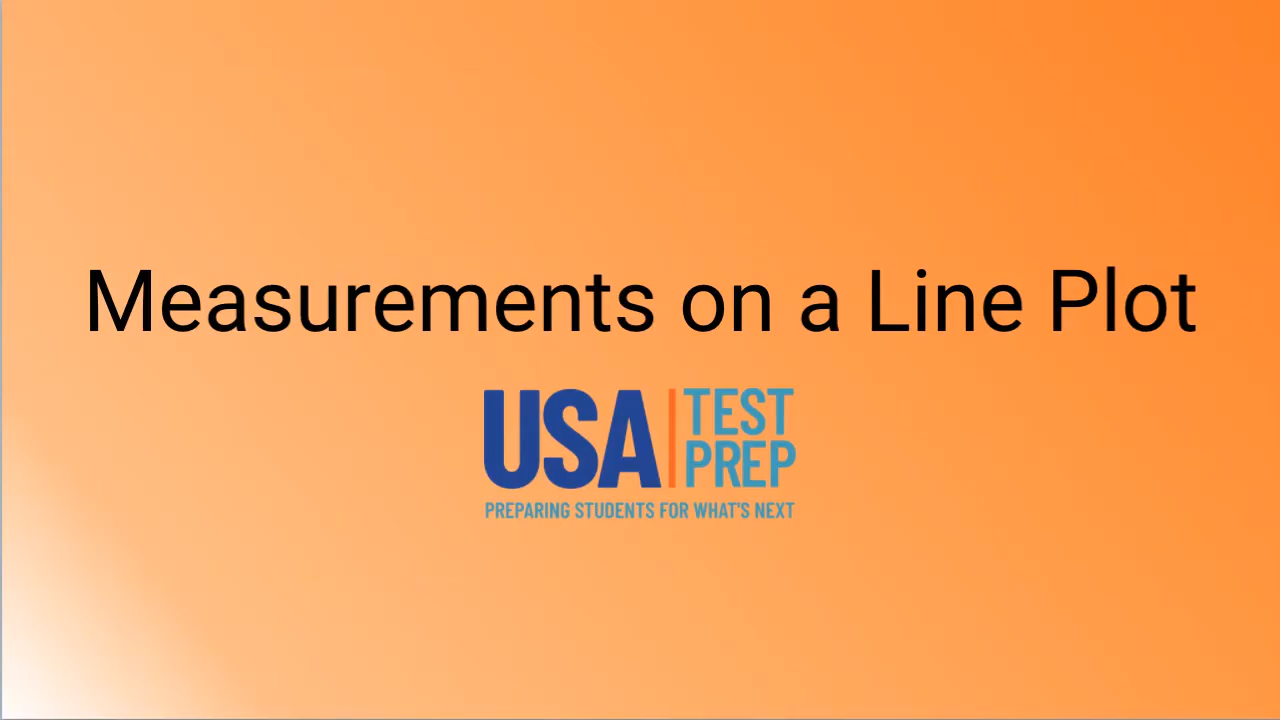 Measurements on a Line Plot
USA
TEST
PREP
PREPARING STUDENTS FOR WHAT'S NEXT